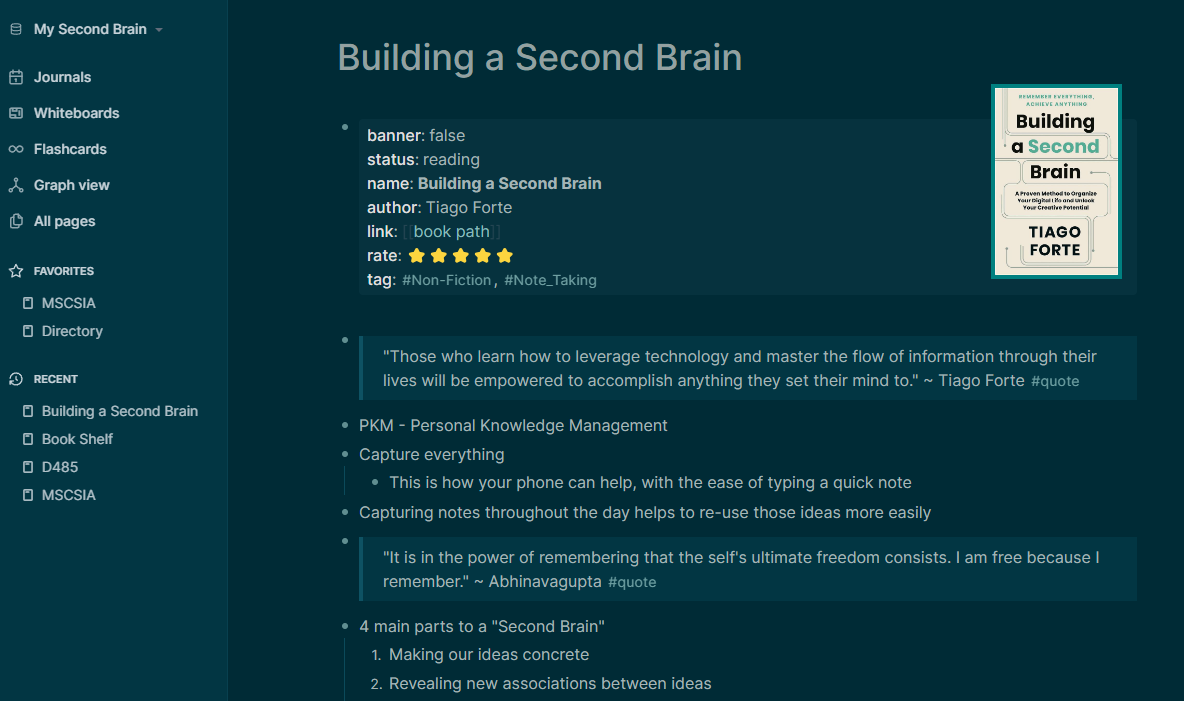 My Second Brain
Journals
Whiteboards
Flashcards
Graph view
All pages
FAVORITES
MSCSIA
Directory
RECENT
Building a Second Brain
Book Shelf
D485
MSCSIA
Building a Second Brain
banner: false
status: reading
name: Building a Second Brain
author: Tiago Forte
link: [[book path]]
rate: ⭐⭐⭐⭐⭐
tag: #Non-Fiction, #Note_Taking
REMEMBER EVERYTHING,
ACHIEVE ANYTHING
Building
a Second
Brain
A Proven Method to Organize
Your Digital Life and Unlock
Your Creative Potential
TIAGO
FORTE
"Those who learn how to leverage technology and master the flow of information through their
lives will be empowered to accomplish anything they set their mind to." ~ Tiago Forte #quote
PKM - Personal Knowledge Management
Capture everything
This is how your phone can help, with the ease of typing a quick note
Capturing notes throughout the day helps to re-use those ideas more easily
"It is in the power of remembering that the self's ultimate freedom consists. I am free because I
remember." ~ Abhinavagupta #quote
4 main parts to a "Second Brain"
1. Making our ideas concrete
2. Revealing new associations between ideas